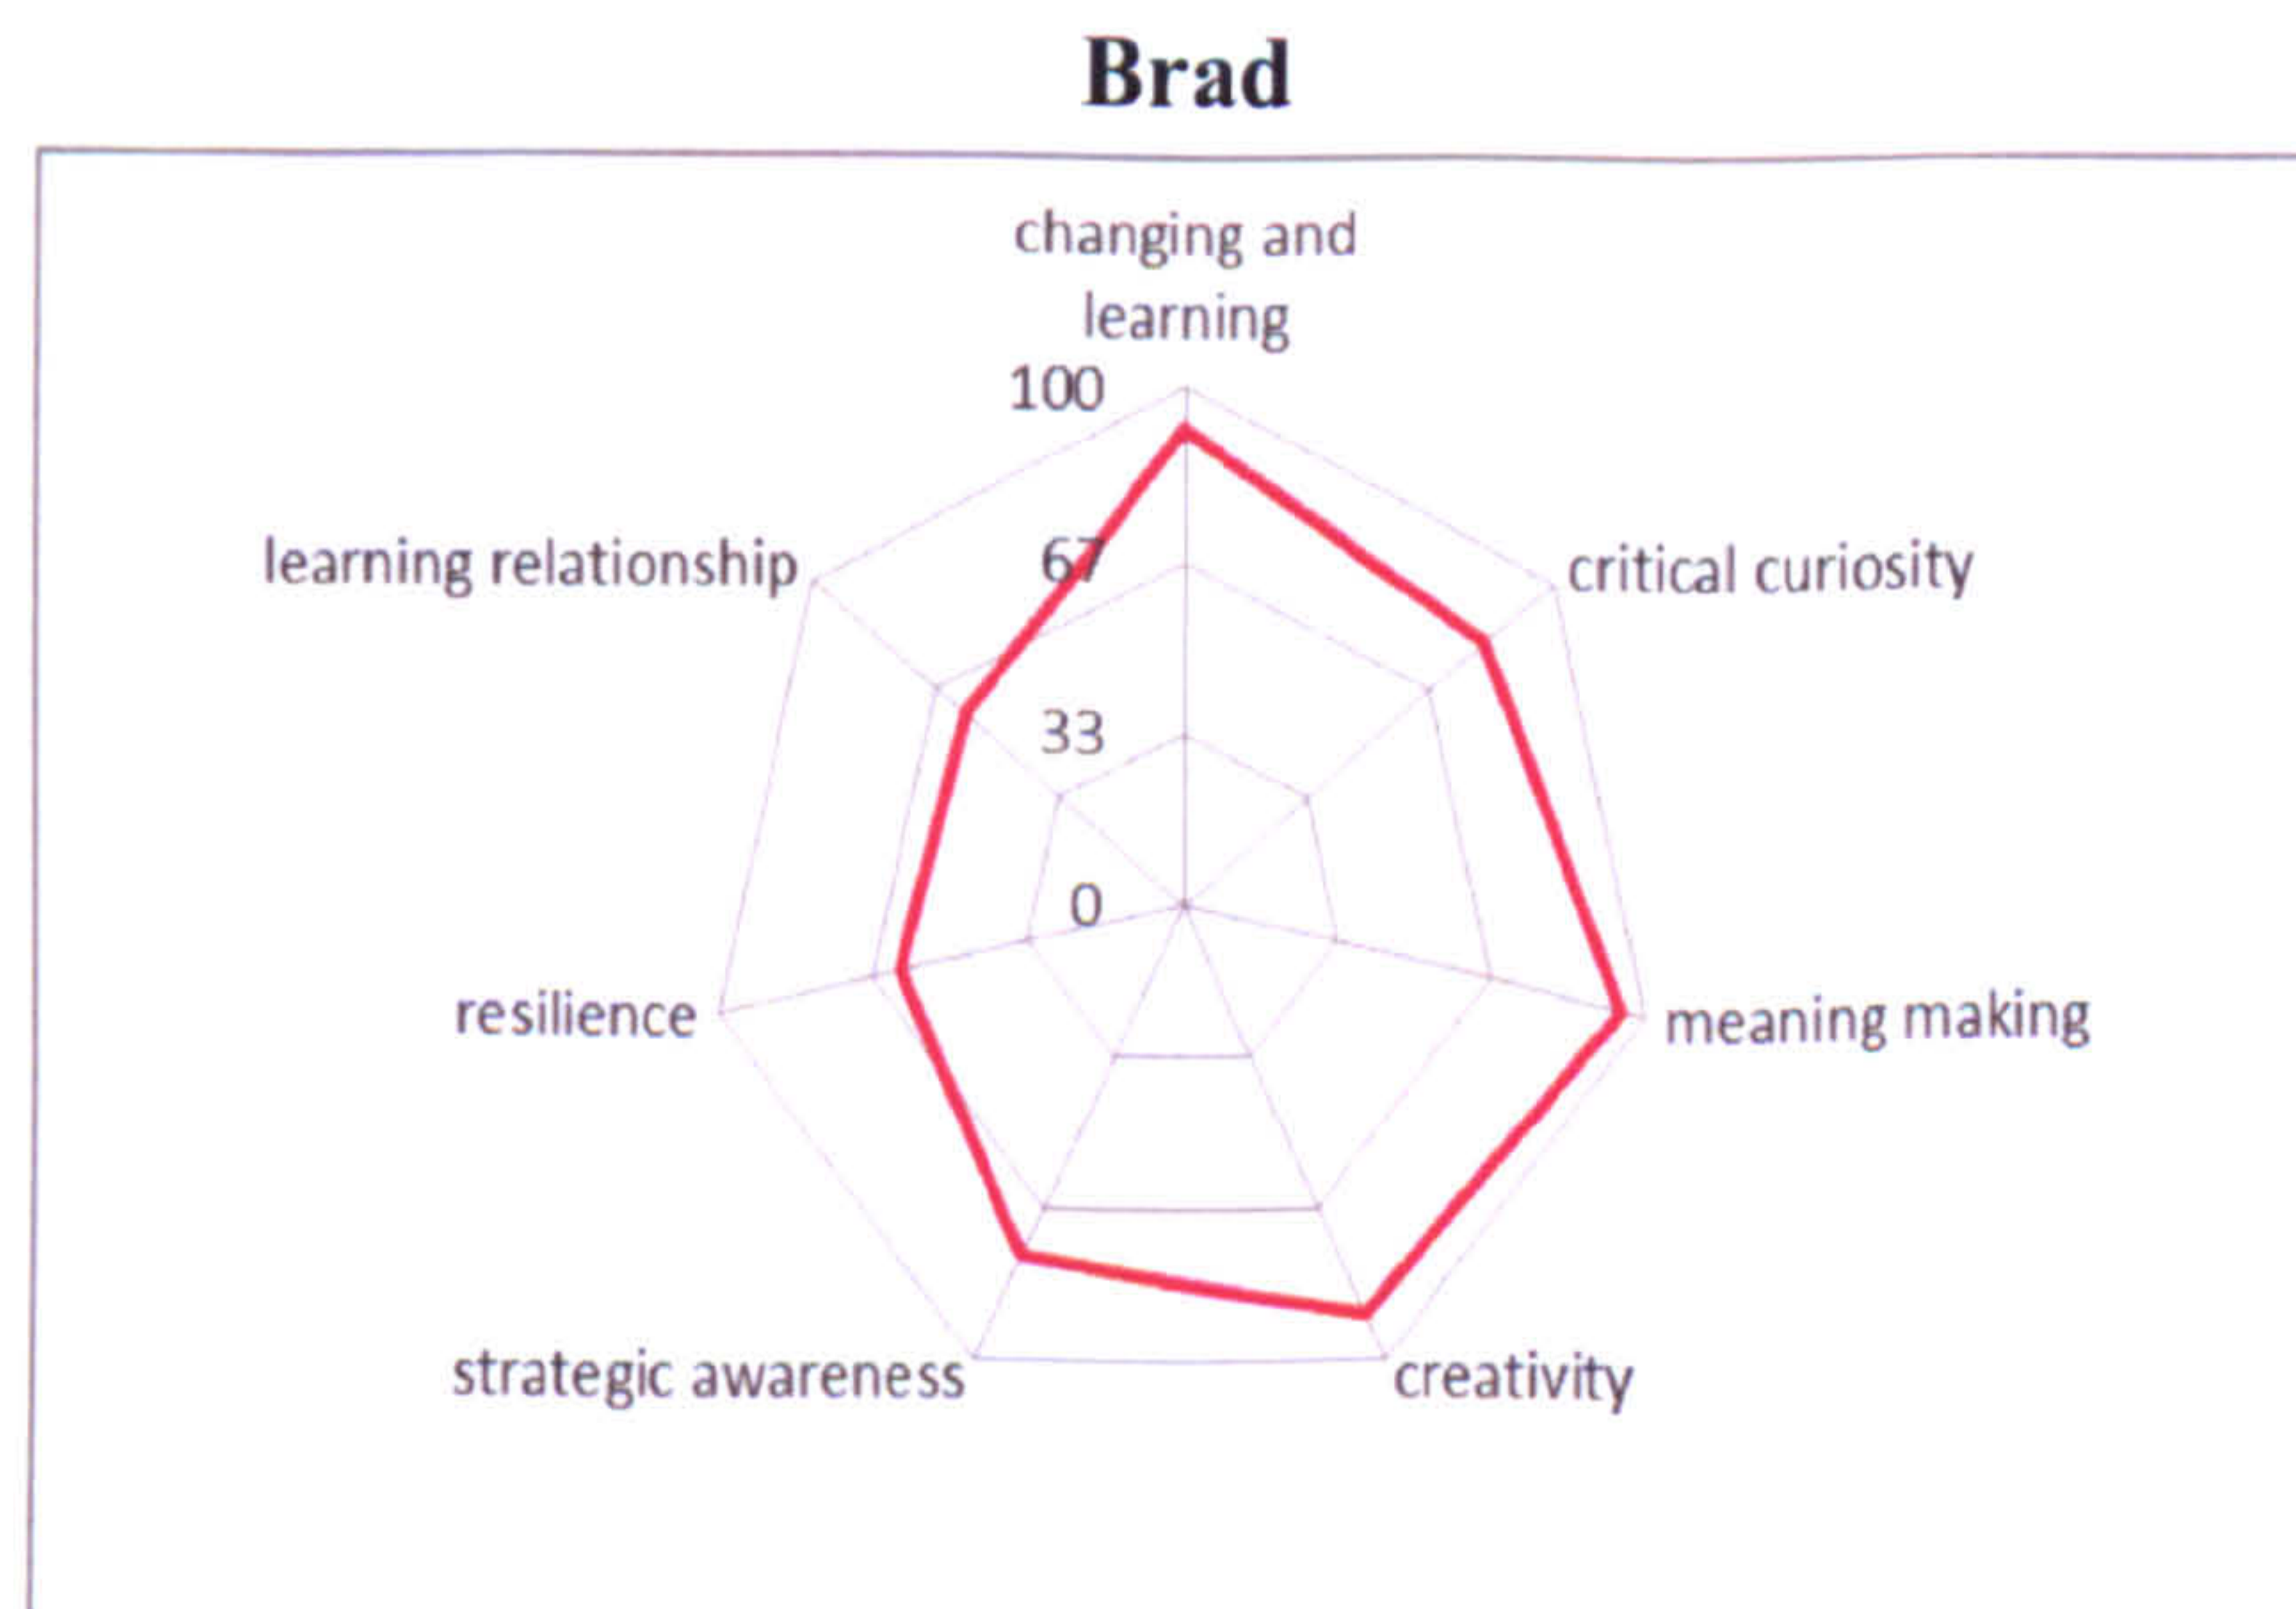 Brad
changing and
learning
100
learning relationship
67
critical curiosity
33
0
resilience
meaning making
strategic awareness
creativity